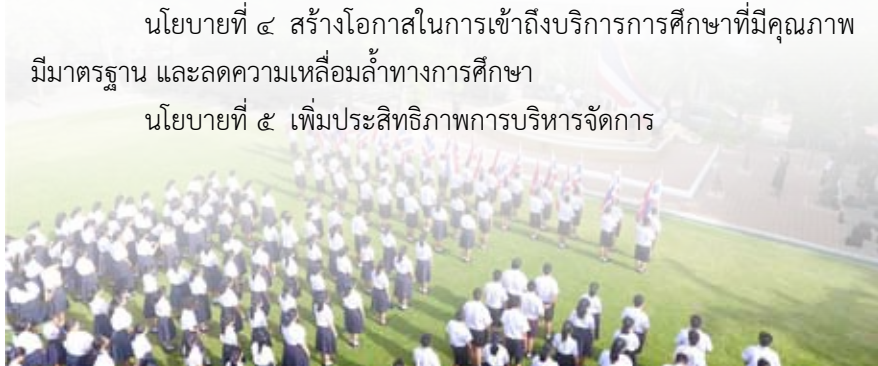 นโยบายที่ ๔ สร้างโอกาสในการเข้าถึงบริการการศึกษาที่มีคุณภาพ
มีมาตรฐาน และลดความเหลื่อมล้ำทางการศึกษา
นโยบายที่ ๕ เพิ่มประสิทธิภาพการบริหารจัดการ